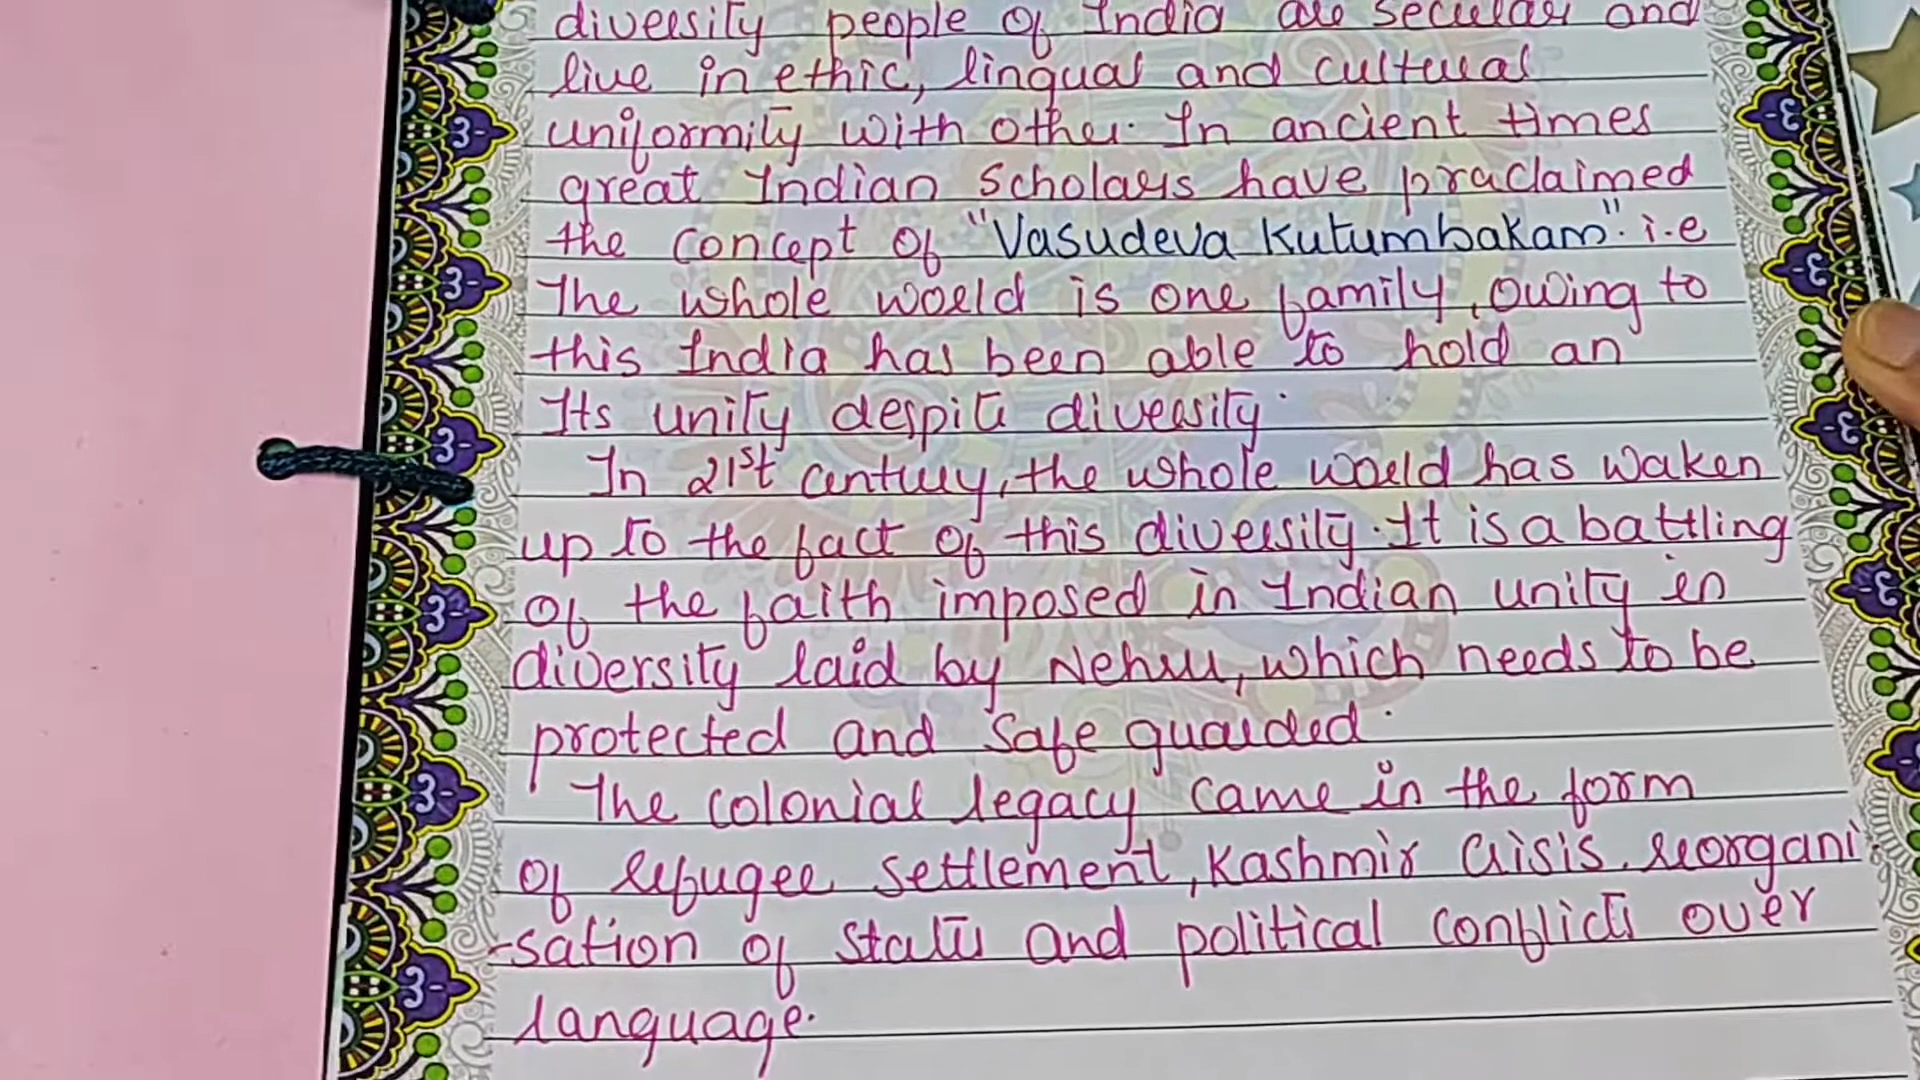 diversity people of India are secular and
live in ethic, lingual and cultural
uniformity with other. In ancient times
great Indian Scholars have praclaimed
the concept of "Vasudeva Kutumbakam". i.e
The whole world is one family, owing to
this India has been able to hold an
Its unity despite diversity.
In 21st century, the whole world has waken
up to the fact of this diversity. It is a battling
of the faith imposed in Indian unity in
diversity laid by Nehru, which needs to be
protected and Safe guarded.
The colonial legacy came in the form
of refugee settlement, Kashmir Crisis, reorgani
-sation of States and political conflicts over
language.